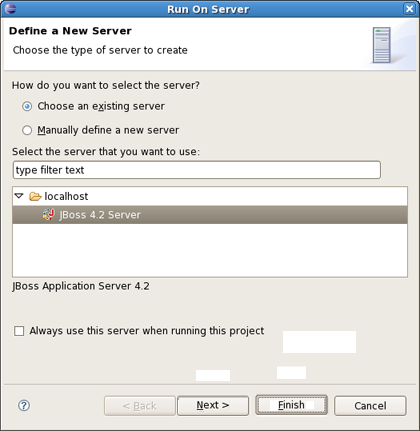 Run On Server
Define a New Server
Choose the type of server to create
How do you want to select the server?
Choose an existing server
Manually define a new server
Select the server that you want to use:
type filter text
localhost
JBoss 4.2 Server
JBoss Application Server 4.2
Always use this server when running this project
?
< Back Next > Finish Cancel